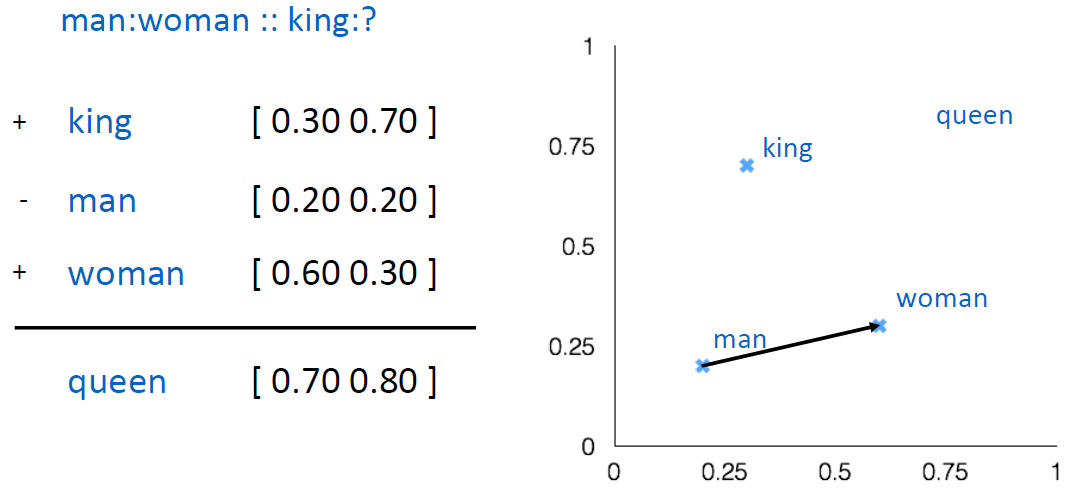 man:woman :: king:?
+ king [ 0.30 0.70 ]
- man [ 0.20 0.20 ]
+ woman [ 0.60 0.30 ]
queen [ 0.70 0.80 ]
1
queen
0.75
king
0.5
woman
man
0.25
0
0 0.25 0.5 0.75 1